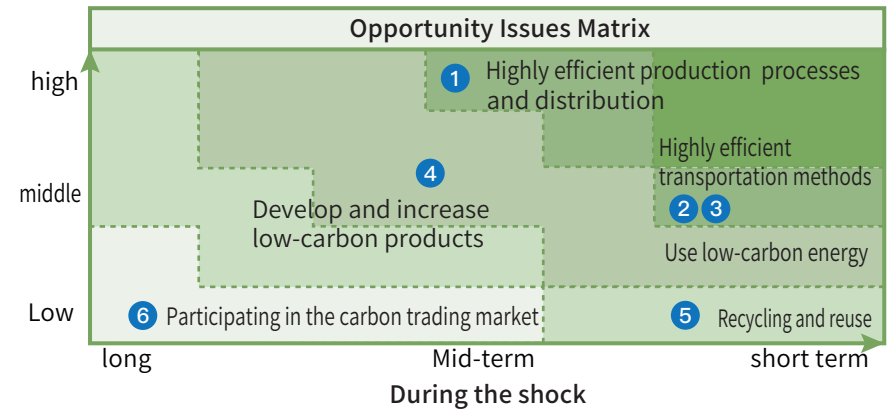 Opportunity Issues Matrix
high
1 Highly efficient production processes
and distribution
Highly efficient
transportation methods
middle
4
2 3
Develop and increase
low-carbon products
Use low-carbon energy
Low
6 Participating in the carbon trading market
5 Recycling and reuse
long
Mid-term
short term
During the shock